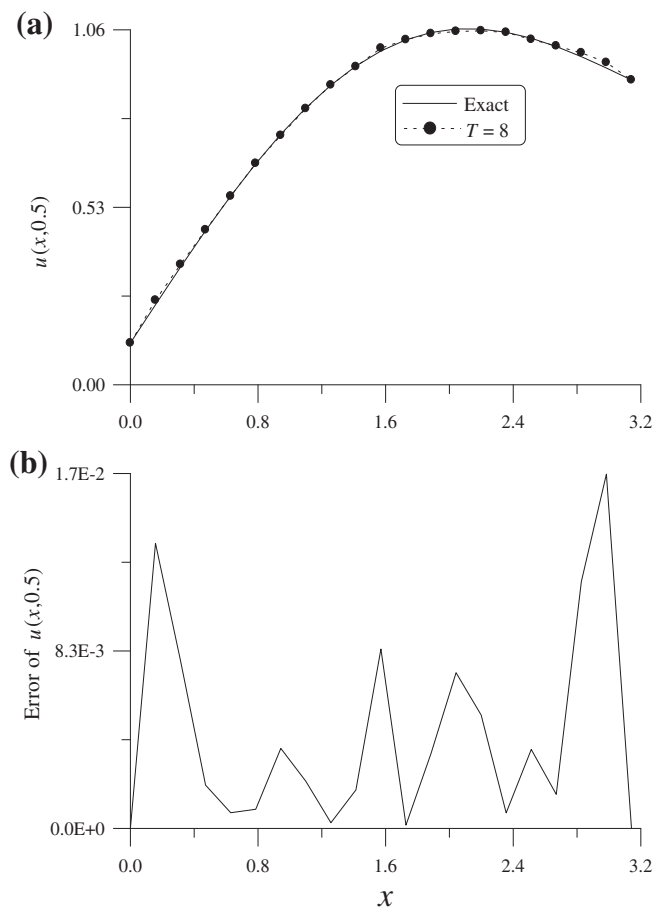 (a)
1.06
0.53
0.00
u(x,0.5)
Exact
T = 8
0.0
0.8
1.6
2.4
3.2
(b)
1.7E-2
8.3E-3
0.0E+0
Error of u(x,0.5)
0.0
0.8
1.6
2.4
3.2
x